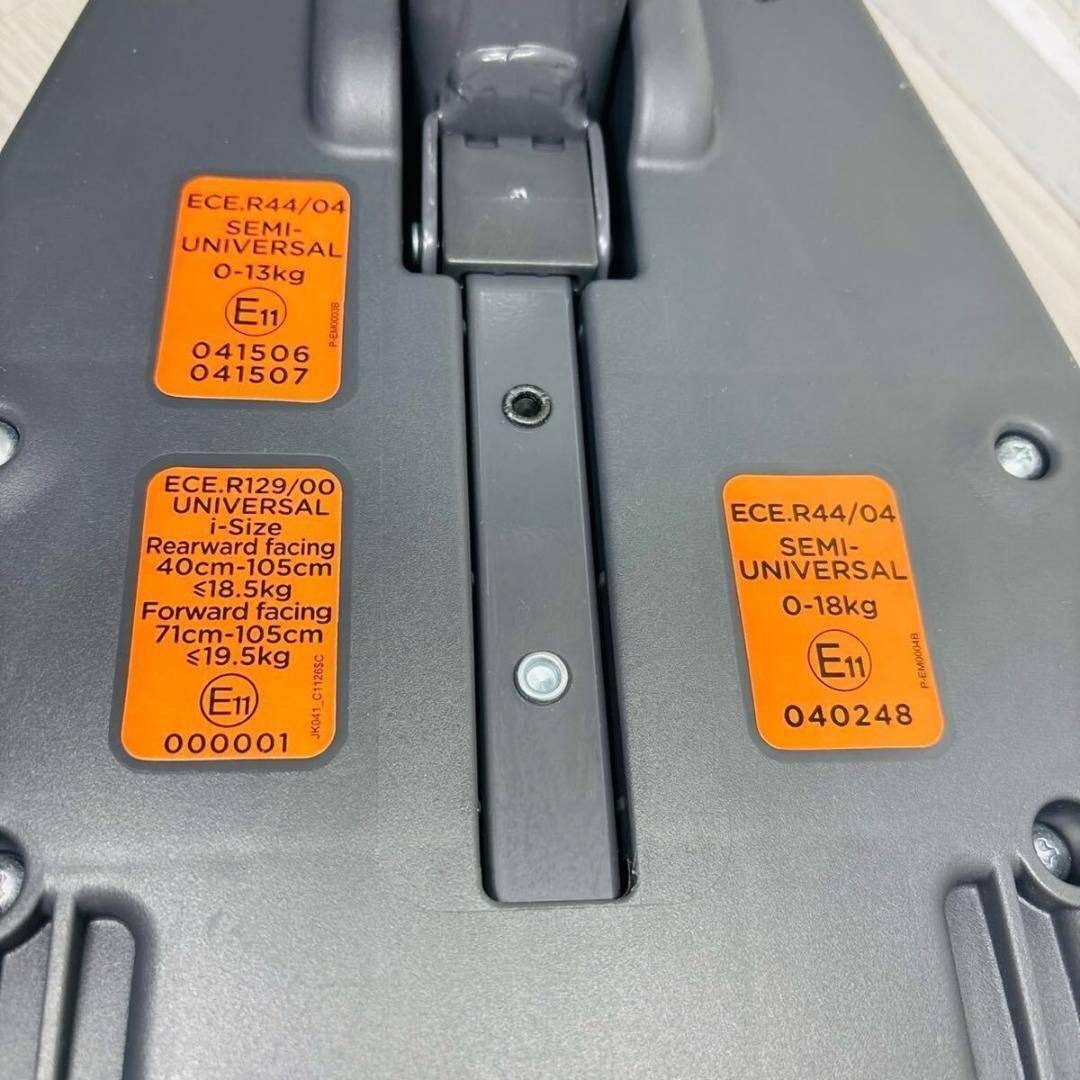 ECE.R44/04
SEMI-
UNIVERSAL
0-13kg
E11
041506
041507
P-EM0003B
ECE.R129/00
UNIVERSAL
i-Size
Rearward facing
40cm-105cm
≤18.5kg
Forward facing
71cm-105cm
≤19.5kg
E11
000001
JK041_C1126$C
ECE.R44/04
SEMI-
UNIVERSAL
0-18kg
E11
040248
P-EM0004B